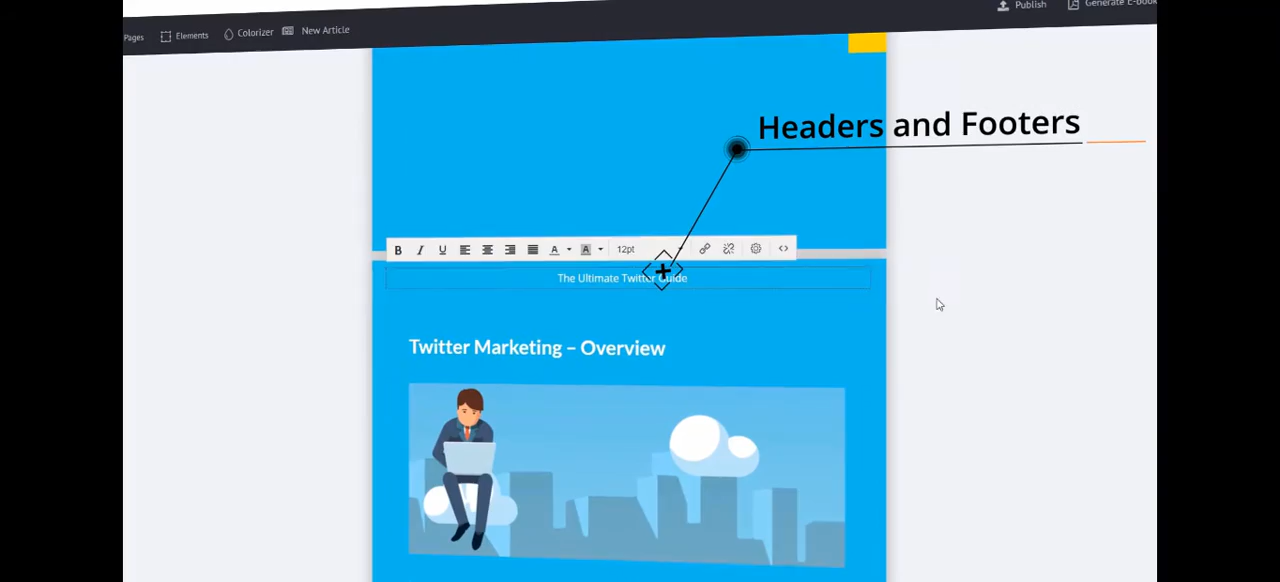 Publish
Generate E-book
Pages
Elements
Colorizer
New Article
Headers and Footers
B I U A A 12pt
The Ultimate Twitter Guide
Twitter Marketing – Overview